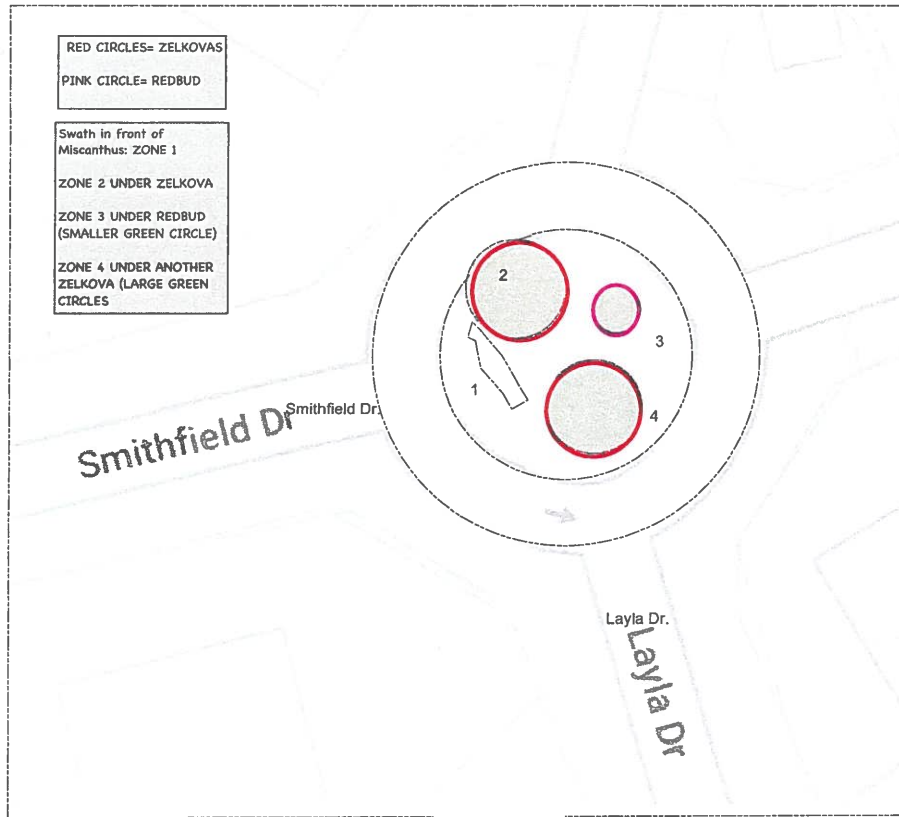 RED CIRCLES= ZELKOVAS
PINK CIRCLE= REDBUD
Swath in front of
Miscanthus: ZONE 1
ZONE 2 UNDER ZELKOVA
ZONE 3 UNDER REDBUD
(SMALLER GREEN CIRCLE)
ZONE 4 UNDER ANOTHER
ZELKOVA (LARGE GREEN
CIRCLES
2
3
1
4
Smithfield Dr
Smithfield Dr.
Layla Dr.
Layla Dr